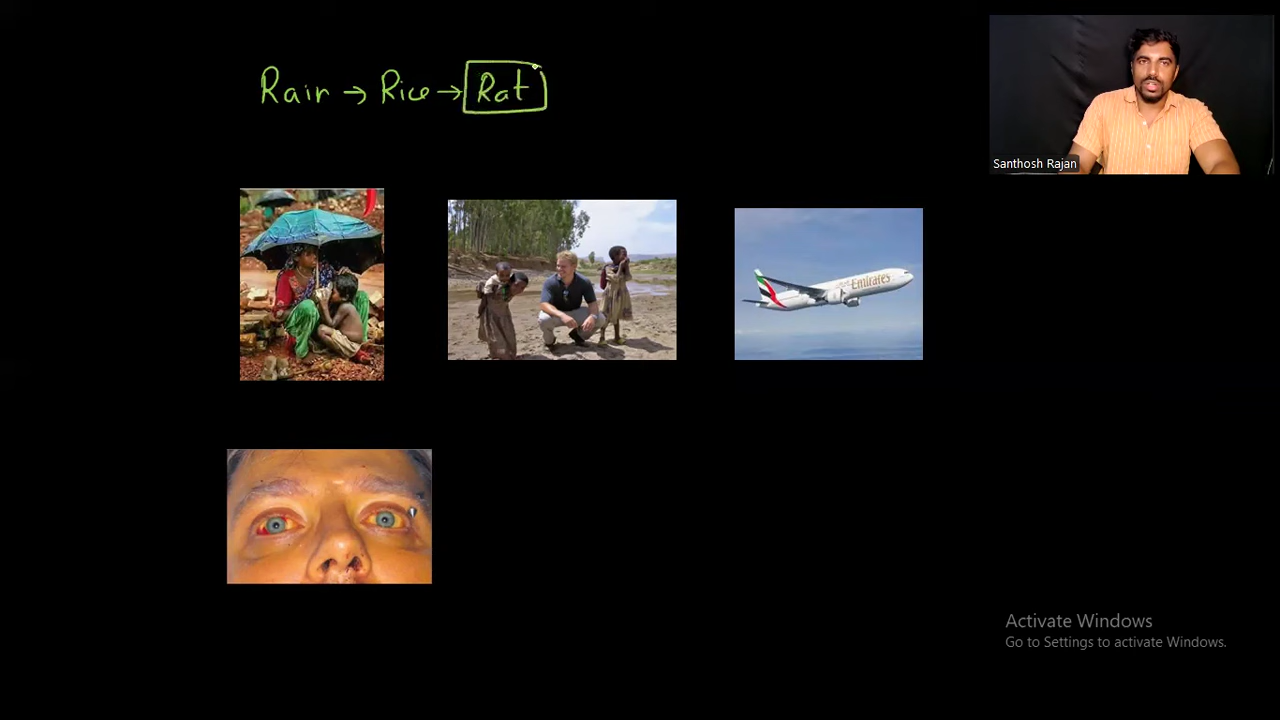 Rain → Rice → Rat
Santhosh Rajan
Emirates
Activate Windows
Go to Settings to activate Windows.